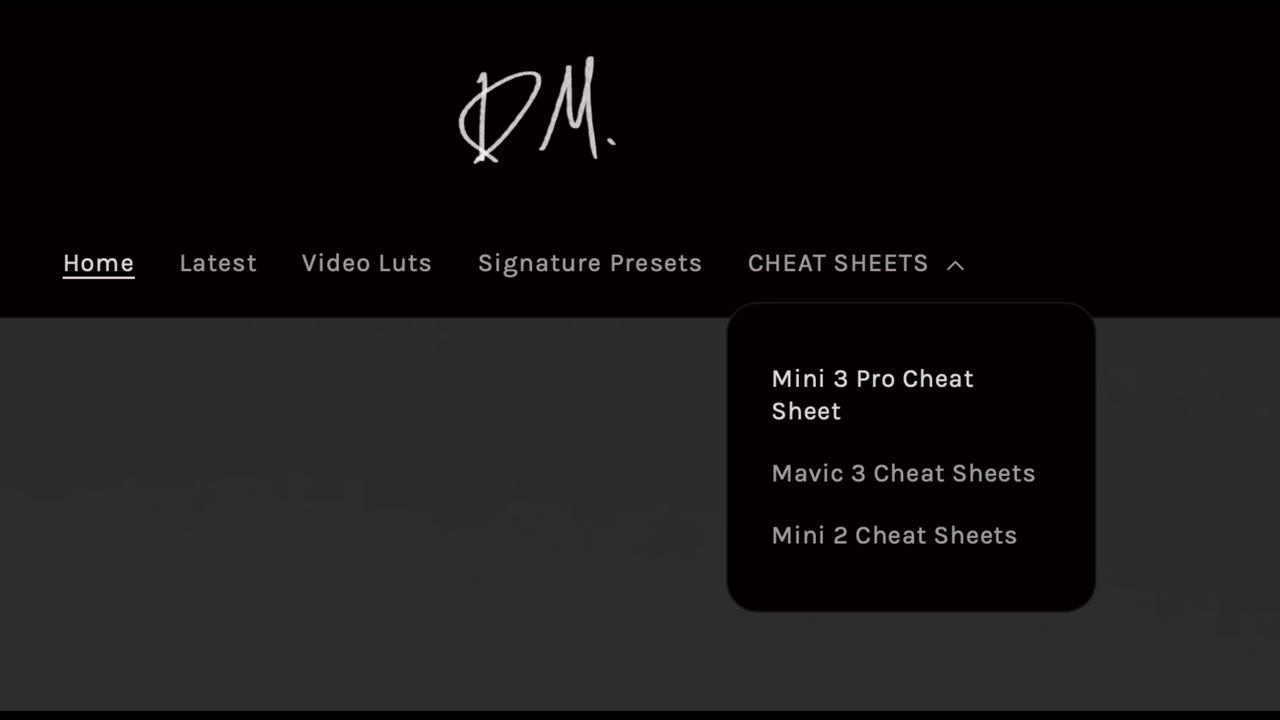 DM.
Home Latest Video Luts Signature Presets CHEAT SHEETS
Mini 3 Pro Cheat
Sheet
Mavic 3 Cheat Sheets
Mini 2 Cheat Sheets